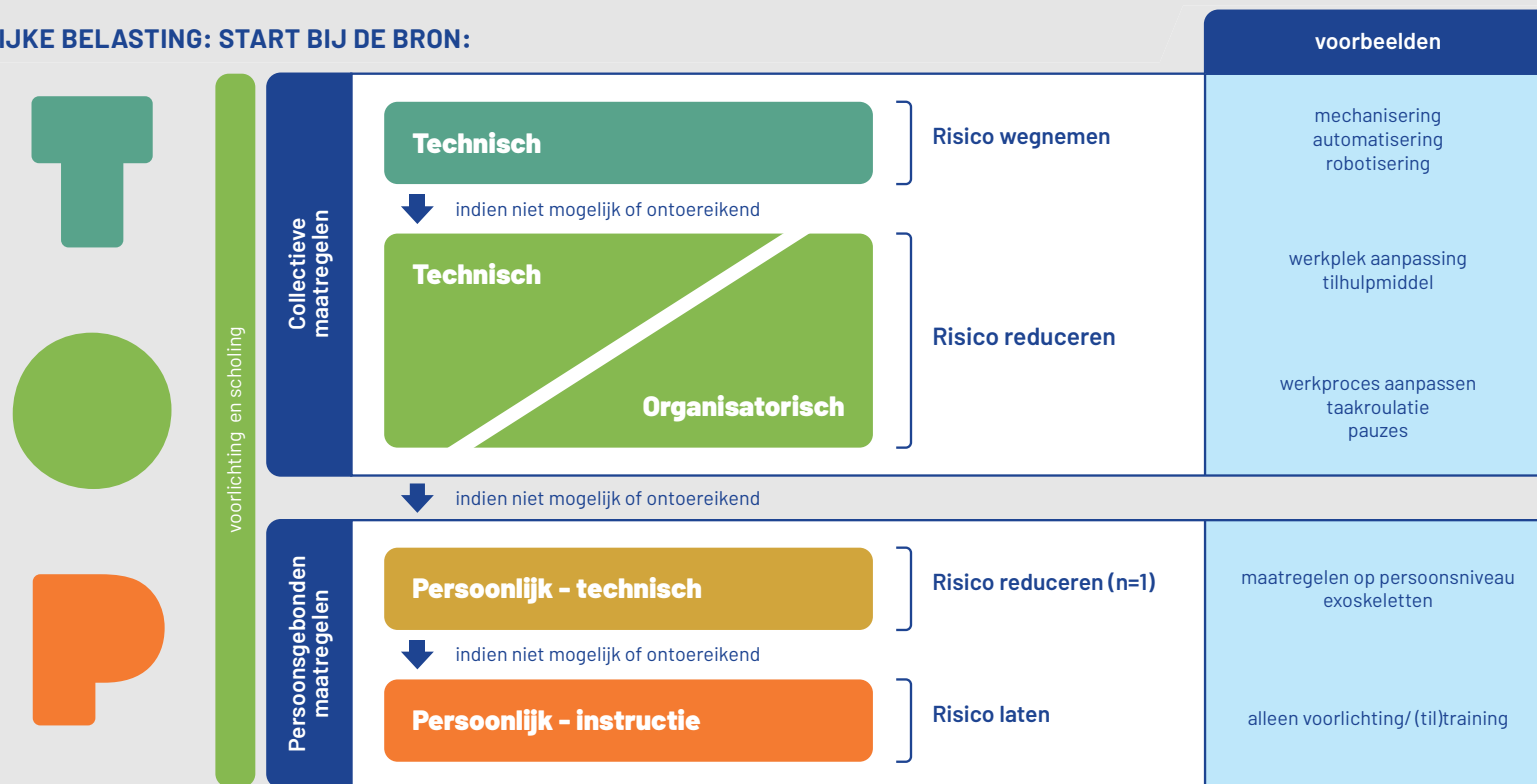 IJKE BELASTING: START BIJ DE BRON:
voorbeelden
T
O
P
voorlichting en scholing
Collectieve
maatregelen
Technisch
Risico wegnemen
mechanisering
automatisering
robotisering
indien niet mogelijk of ontoereikend
Technisch
Organisatorisch
Risico reduceren
werkplek aanpassing
tilhulpmiddel
werkproces aanpassen
taakroulatie
pauzes
indien niet mogelijk of ontoereikend
Persoonsgebonden
maatregelen
Persoonlijk - technisch
Risico reduceren (n=1)
maatregelen op persoonsniveau
exoskeletten
indien niet mogelijk of ontoereikend
Persoonlijk - instructie
Risico laten
alleen voorlichting/ (til)training